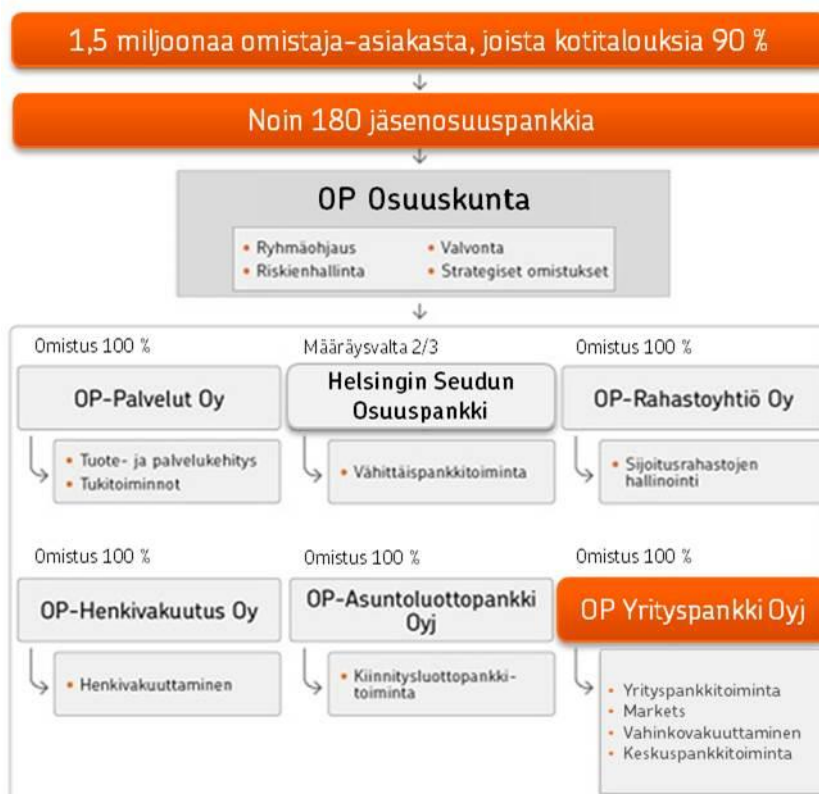 1,5 miljoonaa omistaja-asiakasta, joista kotitalouksia 90 %
Noin 180 jäsenosuuspankkia
OP Osuuskunta
• Ryhmäohjaus
• Riskienhallinta
• Valvonta
• Strategiset omistukset
Omistus 100 %
OP-Palvelut Oy
• Tuote- ja palvelukehitys
• Tukitoiminnot
Määräysvalta 2/3
Helsingin Seudun
Osuuspankki
• Vähittäispankkitoiminta
Omistus 100 %
OP-Rahastoyhtiö Oy
• Sijoitusrahastojen
hallinointi
Omistus 100 %
OP-Henkivakuutus Oy
• Henkivakuuttaminen
Omistus 100 %
OP-Asuntoluottopankki
Oyj
• Kiinnitysluottopankki-
toiminta
Omistus 100 %
OP Yrityspankki Oyj
• Yrityspankkitoiminta
• Markets
• Vahinkovakuuttaminen
• Keskuspankkitoiminta